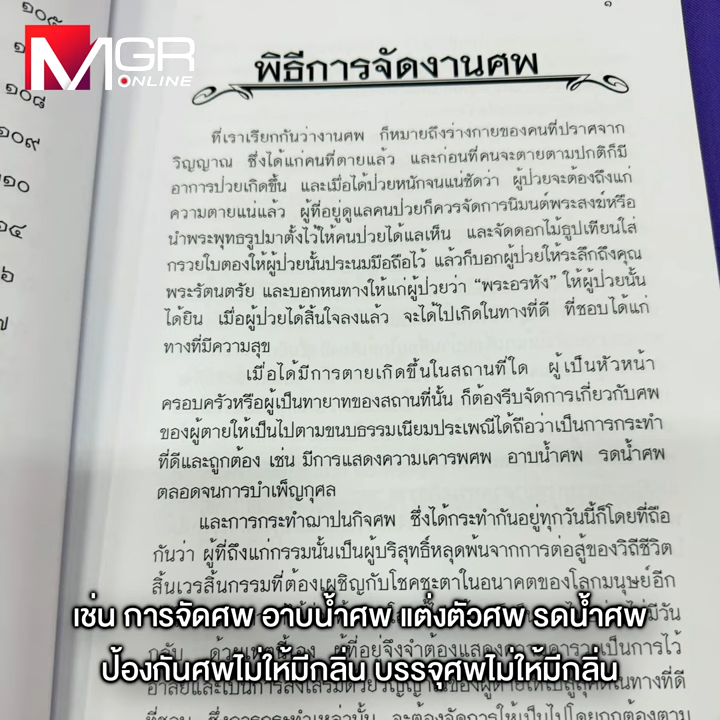 ๑๐๕
๑๐๘
๑๐๙
๑
MGR
ONLINE
พิธีการจัดงานศพ
ที่เราเรียกกันว่างานศพ ก็หมายถึงร่างกายของคนที่ปราศจาก
วิญญาณ ซึ่งได้แก่คนที่ตายแล้ว และก่อนที่คนจะตายตามปกติก็มี
อาการป่วยเกิดขึ้น และเมื่อได้ป่วยหนักจนแน่ชัดว่า ผู้ป่วยจะต้องถึงแก่
ความตายแน่แล้ว ผู้ที่อยู่ดูแลคนป่วยก็ควรจัดการนิมนต์พระสงฆ์หรือ
นำพระพุทธรูปมาตั้งไว้ให้คนป่วยได้แลเห็น และจัดดอกไม้ธูปเทียนใส่
กรวยใบตองให้ผู้ป่วยนั้นประนมมือถือไว้ แล้วก็บอกผู้ป่วยให้ระลึกถึงคุณ
พระรัตนตรัย และบอกหนทางให้แก่ผู้ป่วยว่า “พระอรหัง” ให้ผู้ป่วยนั้น
ได้ยิน เมื่อผู้ป่วยได้สิ้นใจลงแล้ว จะได้ไปเกิดในทางที่ดี ที่ชอบได้แก่
ทางที่มีความสุข
เมื่อได้มีการตายเกิดขึ้นในสถานที่ใด ผู้เป็นหัวหน้า
ครอบครัวหรือผู้เป็นทายาทของสถานที่นั้น ก็ต้องรีบจัดการเกี่ยวกับศพ
ของผู้ตายให้เป็นไปตามขนบธรรมเนียมประเพณีได้ถือว่าเป็นการกระทำ
ที่ดีและถูกต้อง เช่น มีการแสดงความเคารพศพ อาบน้ำศพ รดน้ำศพ
ตลอดจนการบำเพ็ญกุศล
และการกระทำฌาปนกิจศพ ซึ่งได้กระทำกันอยู่ทุกวันนี้ก็โดยที่ถือ
กันว่า ผู้ที่ถึงแก่กรรมนั้นเป็นผู้บริสุทธิ์หลุดพ้นจากการต่อสู้ของวิถีชีวิต
สิ้นเวรสิ้นกรรมที่ต้องเผชิญกับโชคชะตาในอนาคตของโลกมนุษย์อีก
เช่น การจัดศพ อาบน้ำศพ แต่งตัวศพ รดน้ำศพ
ป้องกันศพไม่ให้มีกลิ่น บรรจุศพไม่ให้มีกลิ่น